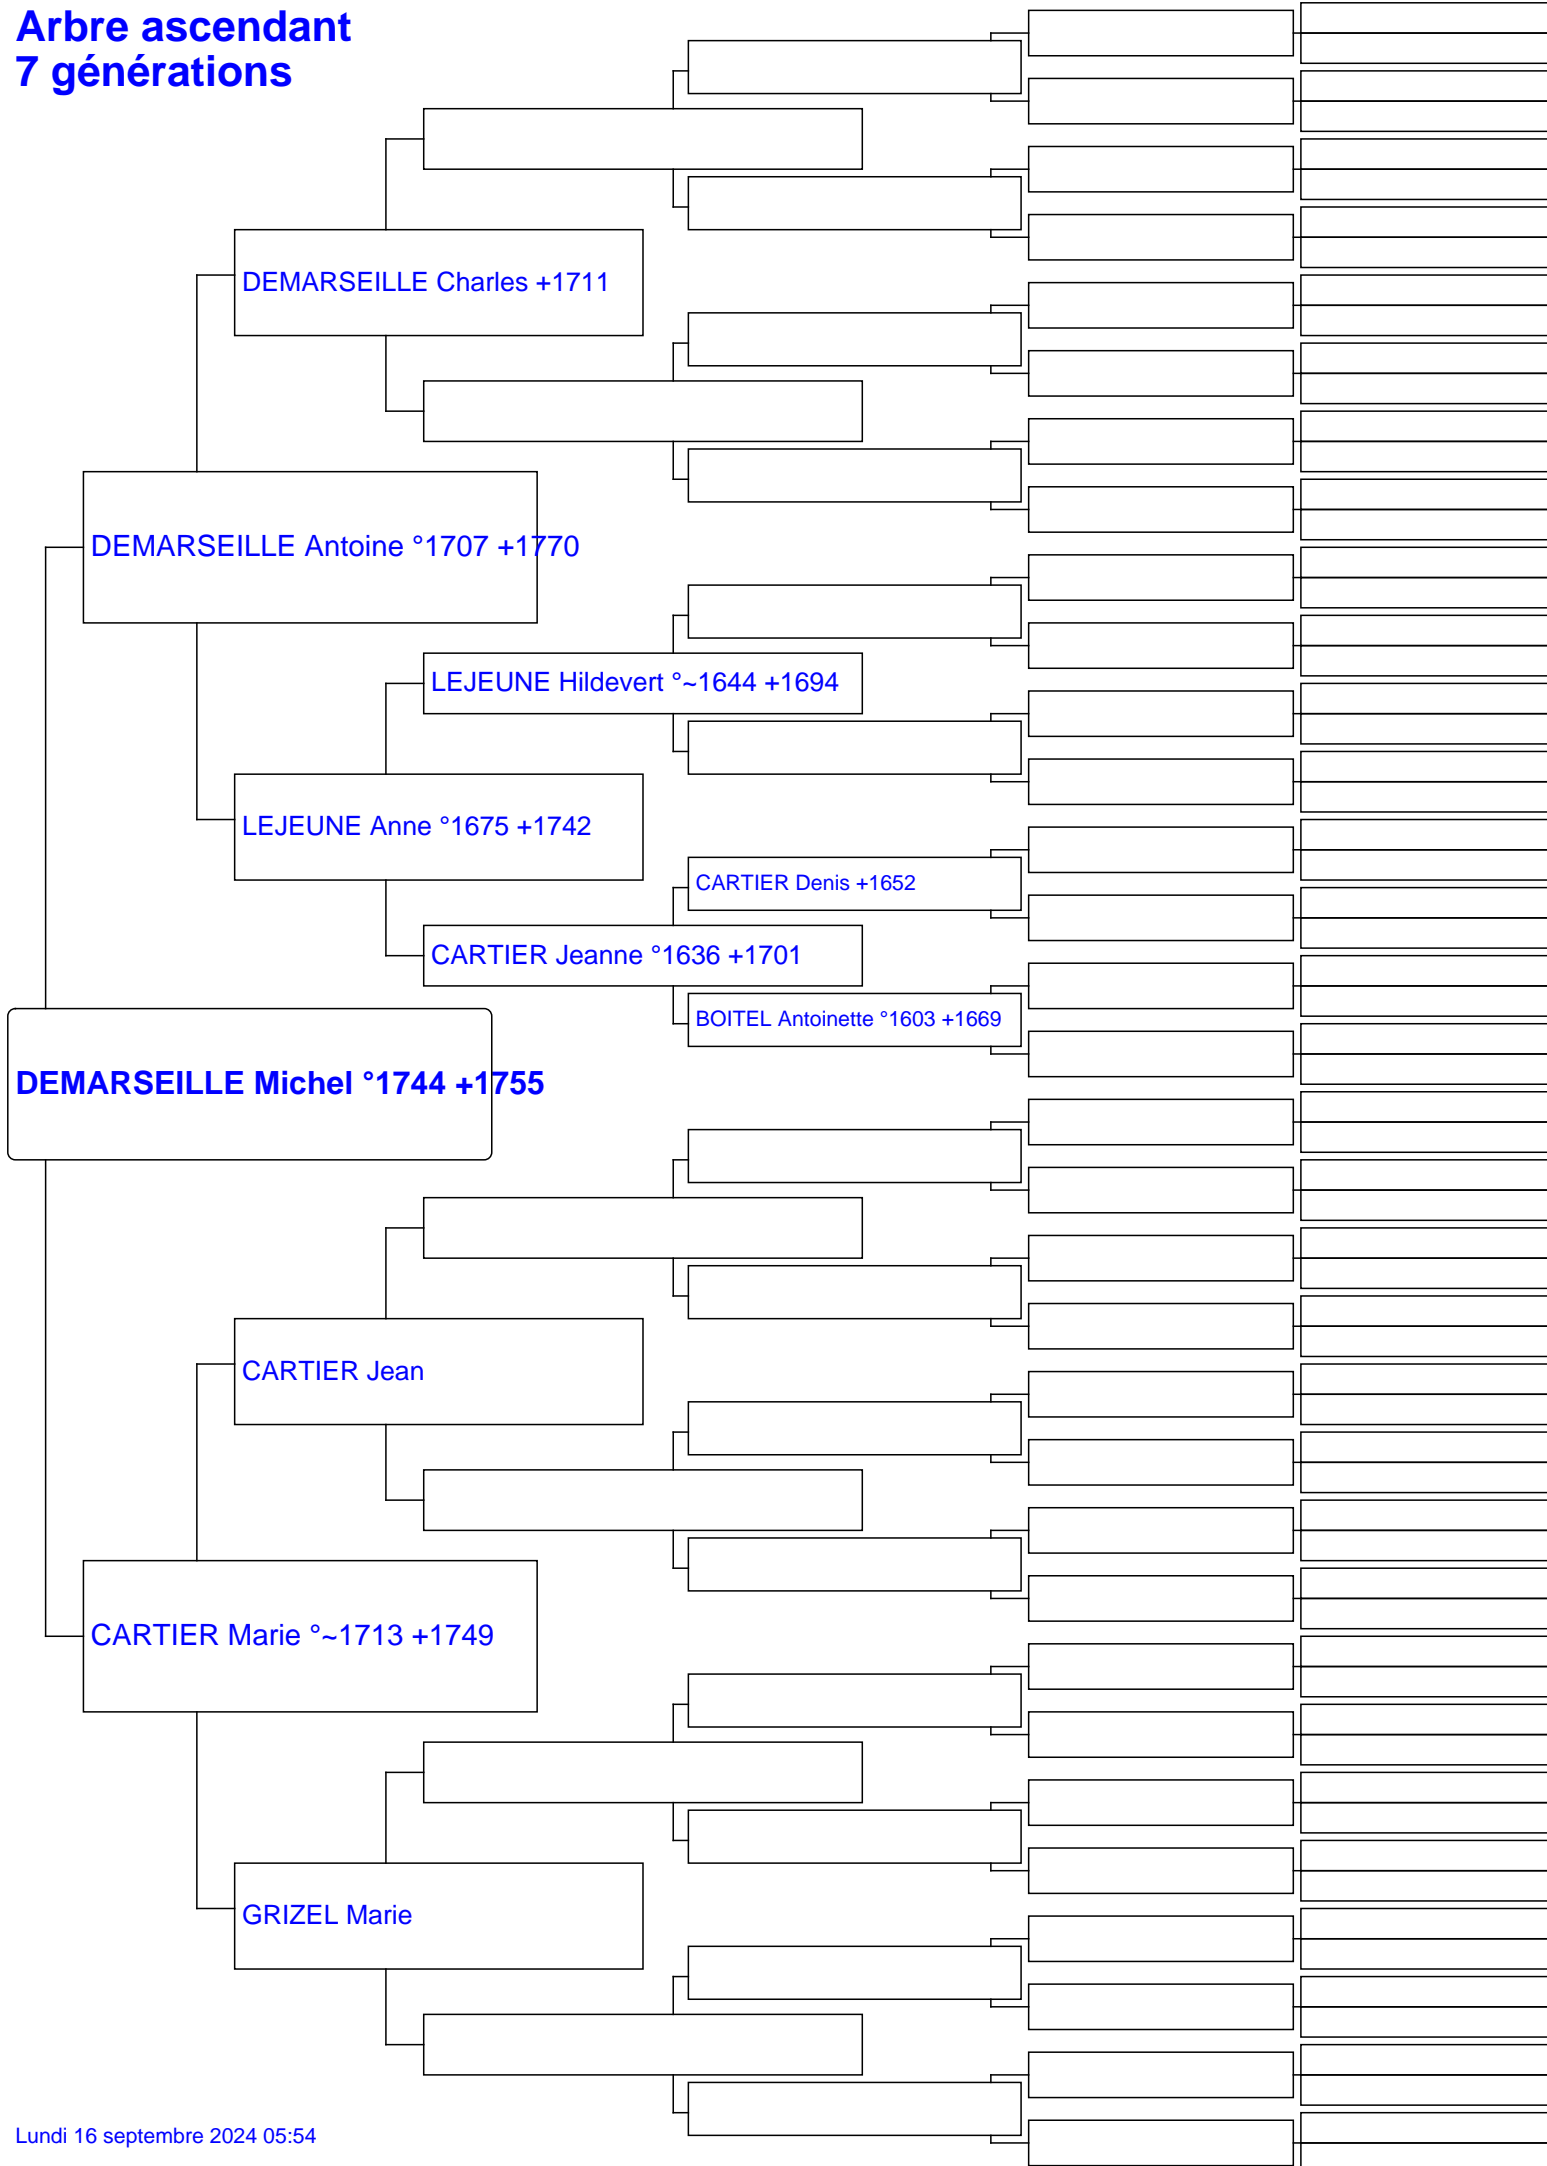 Arbre ascendant
7 générations
DEMARSEILLE Charles +1711
DEMARSEILLE Antoine °1707 +1770
LEJEUNE Hildevert °~1644 +1694
LEJEUNE Anne °1675 +1742
CARTIER Denis +1652
CARTIER Jeanne °1636 +1701
BOITEL Antoinette °1603 +1669
DEMARSEILLE Michel °1744 +1755
CARTIER Jean
CARTIER Marie °~1713 +1749
GRIZEL Marie
Lundi 16 septembre 2024 05:54